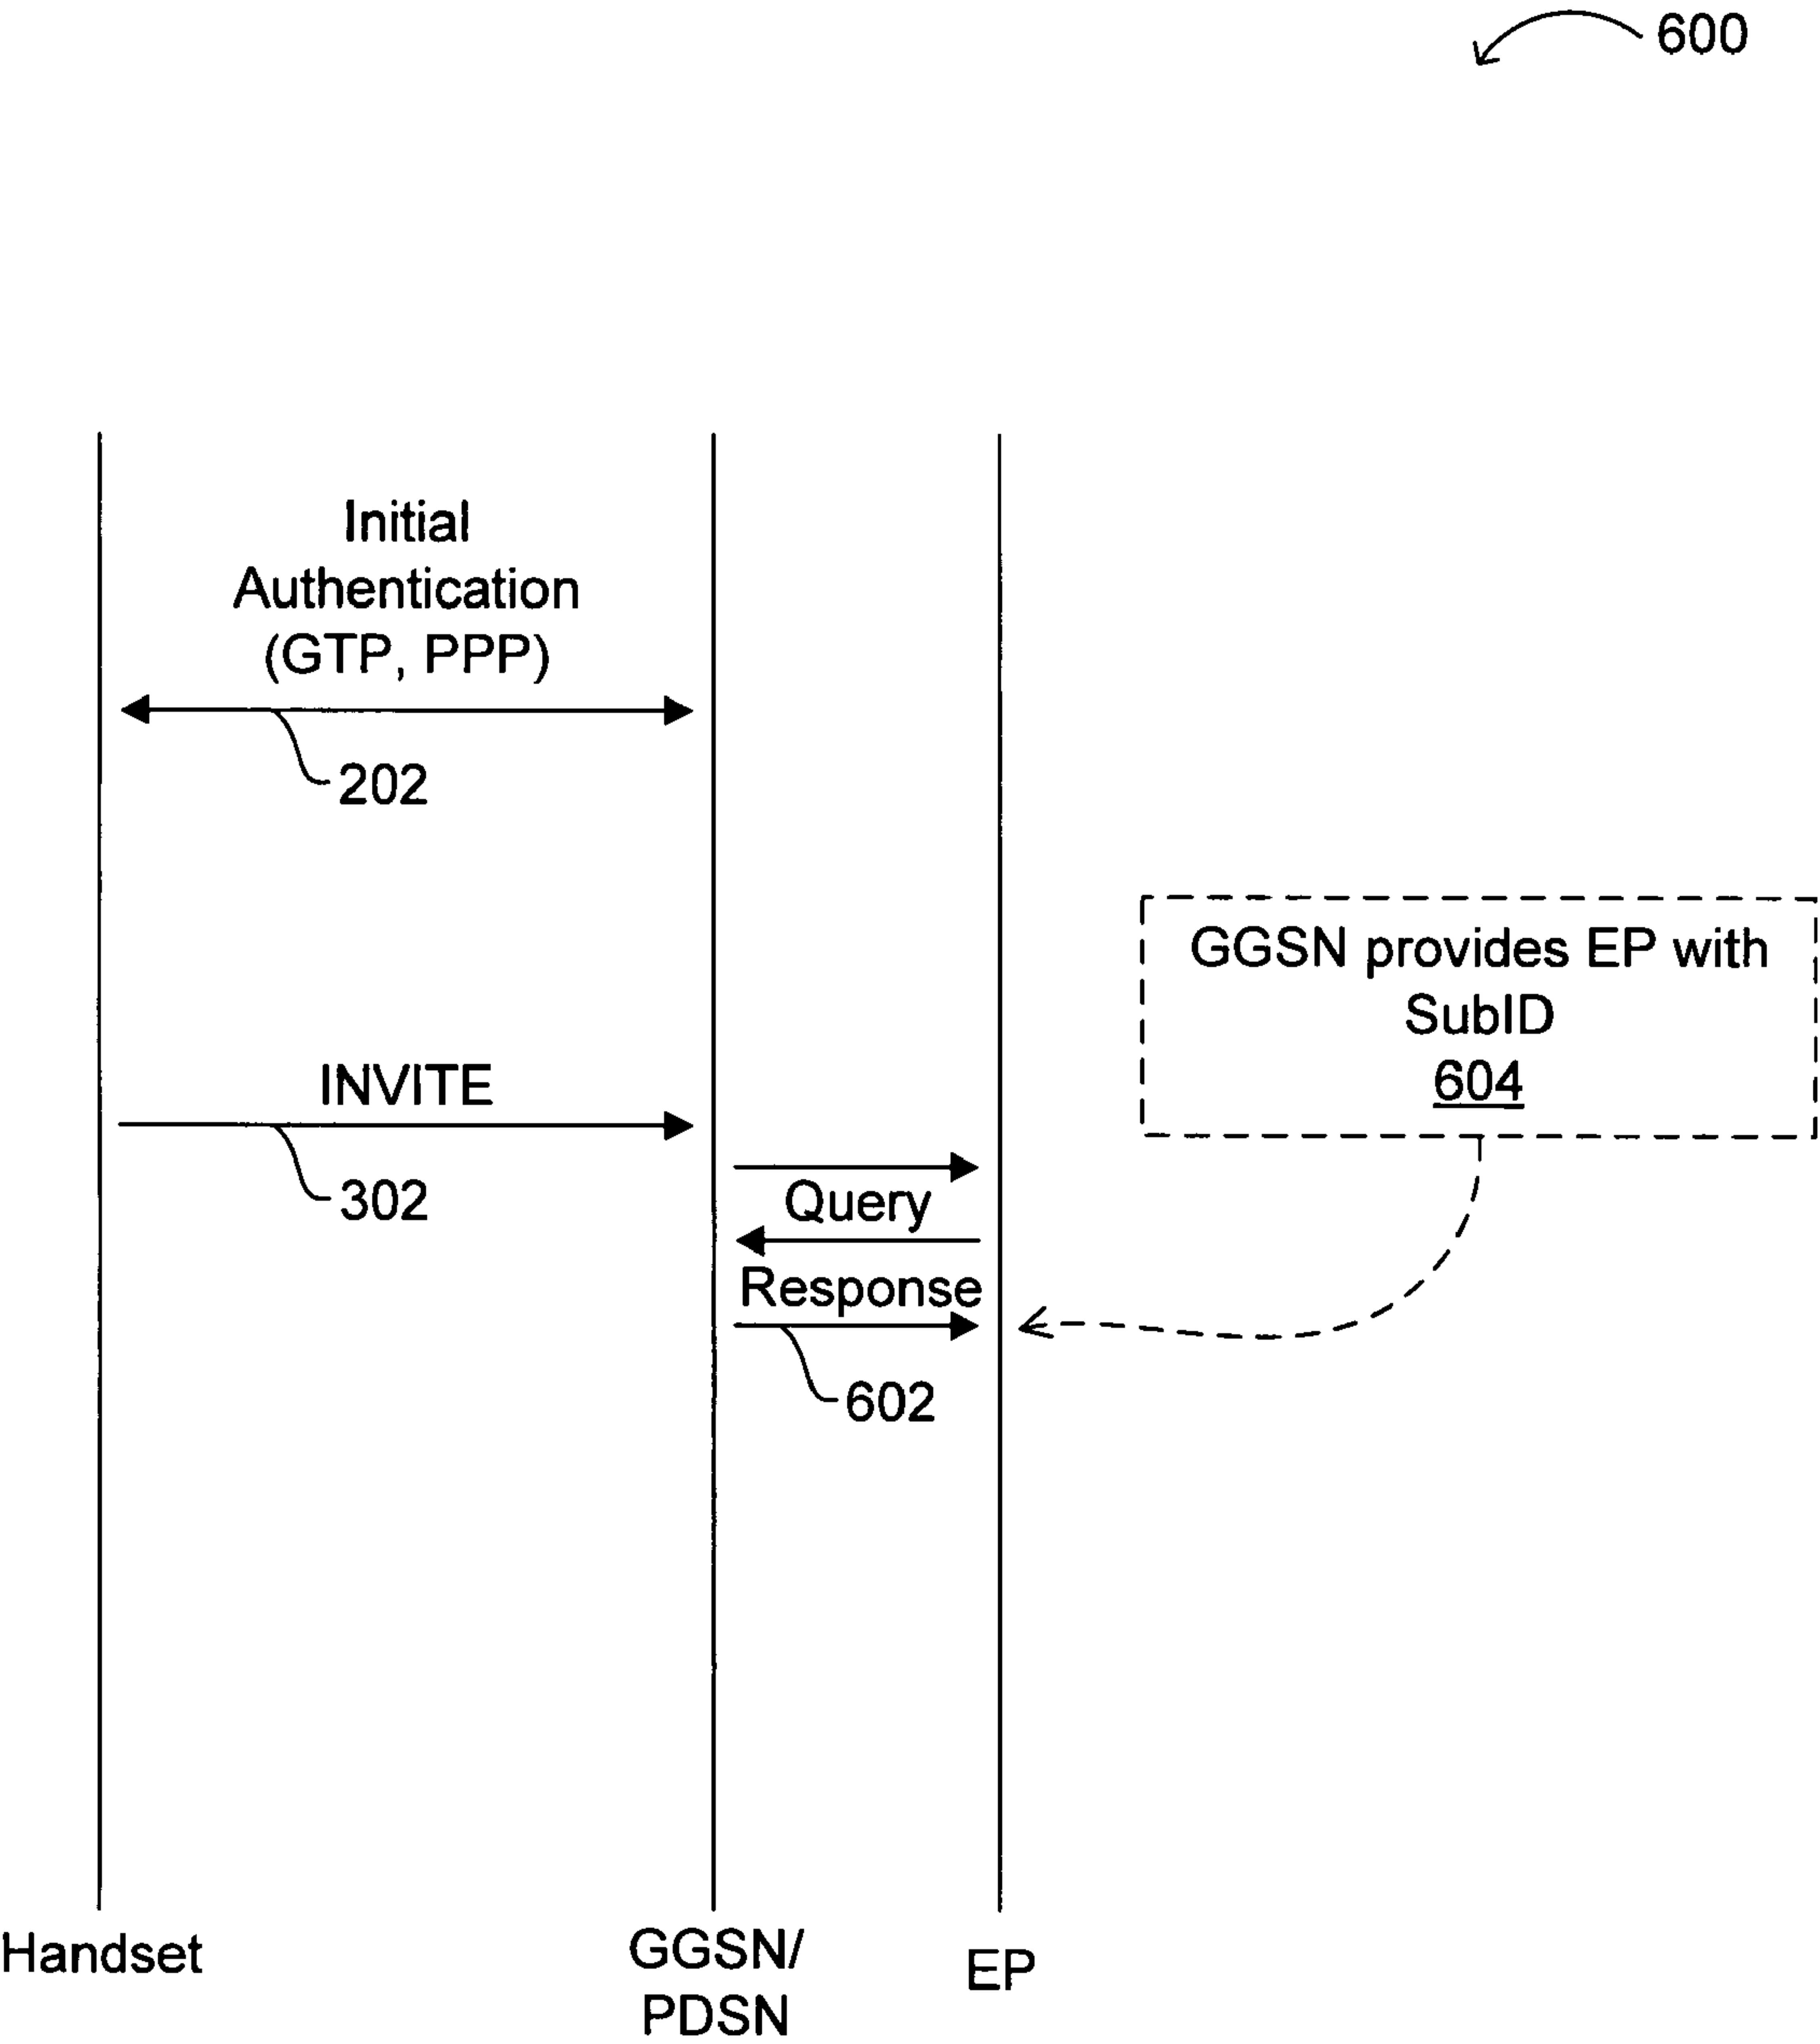 600
Initial
Authentication
(GTP, PPP)
202
GGSN provides EP with
SubID
604
INVITE
302
Query
Response
602
Handset
GGSN/
PDSN
EP